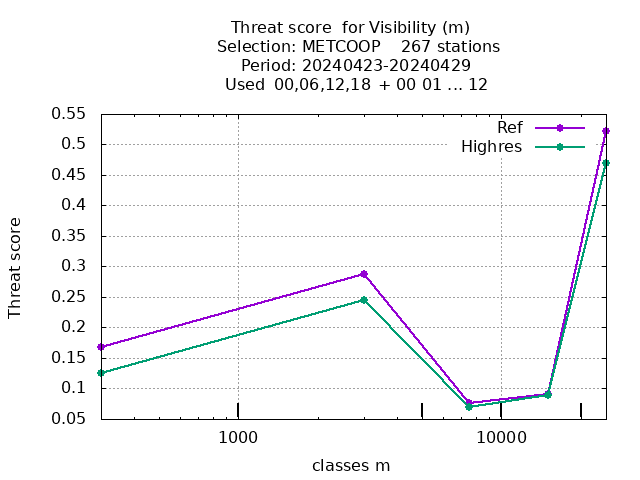 Threat score  for Visibility (m)
Selection: METCOOP    267 stations
Period: 20240423-20240429
Used  00,06,12,18 + 00 01 ... 12
Ref
Highres
0.55
0.5
0.45
0.4
0.35
0.3
0.25
0.2
0.15
0.1
0.05
Threat score
1000
10000
classes m